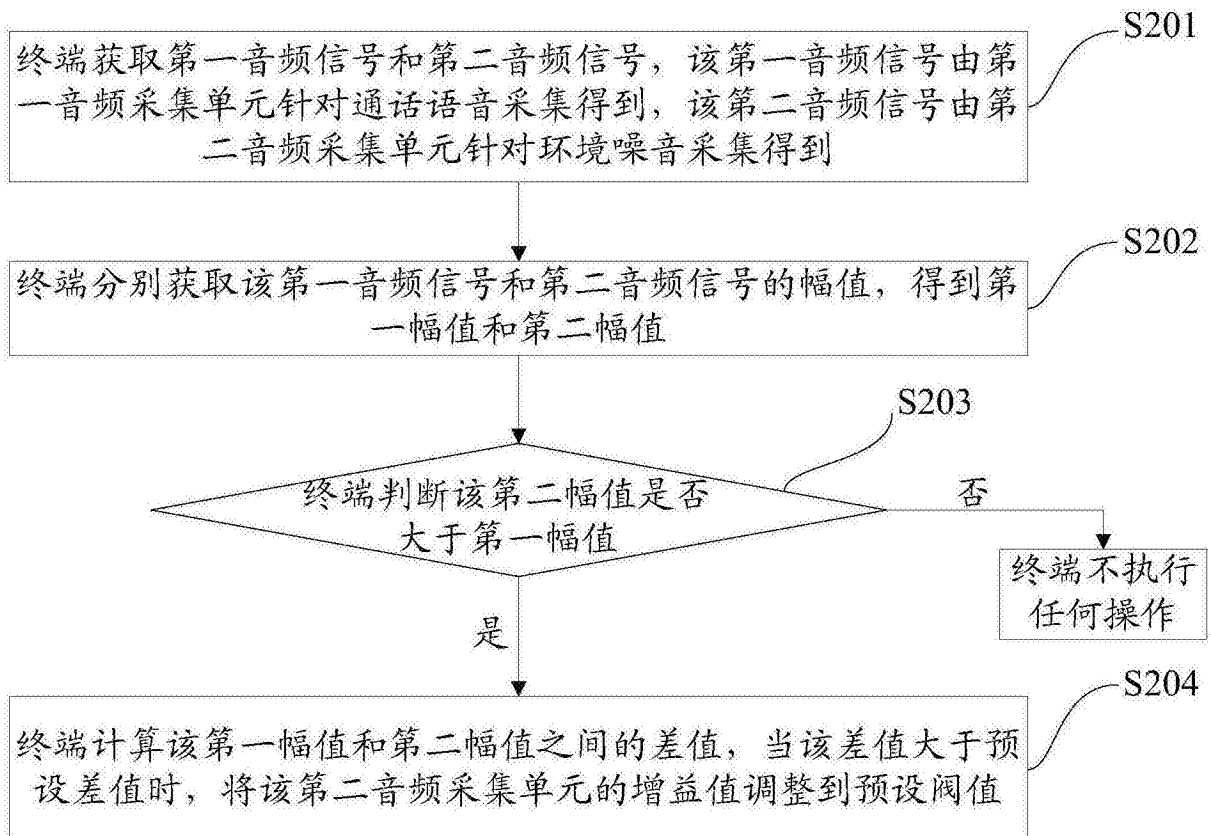 S201
终端获取第一音频信号和第二音频信号，该第一音频信号由第
一音频采集单元针对通话语音采集得到，该第二音频信号由第
二音频采集单元针对环境噪音采集得到
S202
终端分别获取该第一音频信号和第二音频信号的幅值，得到第
一幅值和第二幅值
S203
终端判断该第二幅值是否
大于第一幅值
否
终端不执行
任何操作
是
S204
终端计算该第一幅值和第二幅值之间的差值，当该差值大于预
设差值时，将该第二音频采集单元的增益值调整到预设阀值